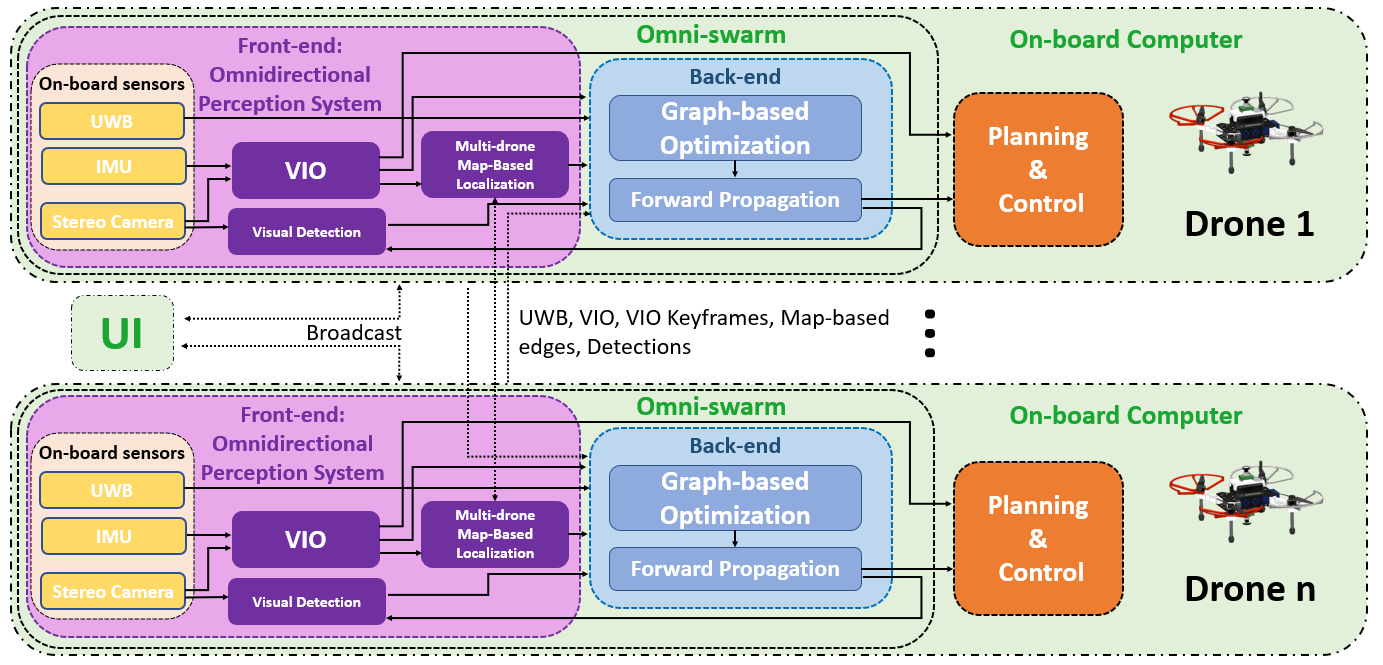 Front-end:
Omnidirectional
Perception System
Omni-swarm
On-board Computer
On-board sensors
UWB
IMU
Stereo Camera
VIO
Visual Detection
Multi-drone
Map-Based
Localization
Back-end
Graph-based
Optimization
Forward Propagation
Planning
&
Control
Drone 1
UI
Broadcast
UWB, VIO, VIO Keyframes, Map-based
edges, Detections
Front-end:
Omnidirectional
Perception System
Omni-swarm
On-board Computer
On-board sensors
UWB
IMU
Stereo Camera
VIO
Visual Detection
Multi-drone
Map-Based
Localization
Back-end
Graph-based
Optimization
Forward Propagation
Planning
&
Control
Drone n